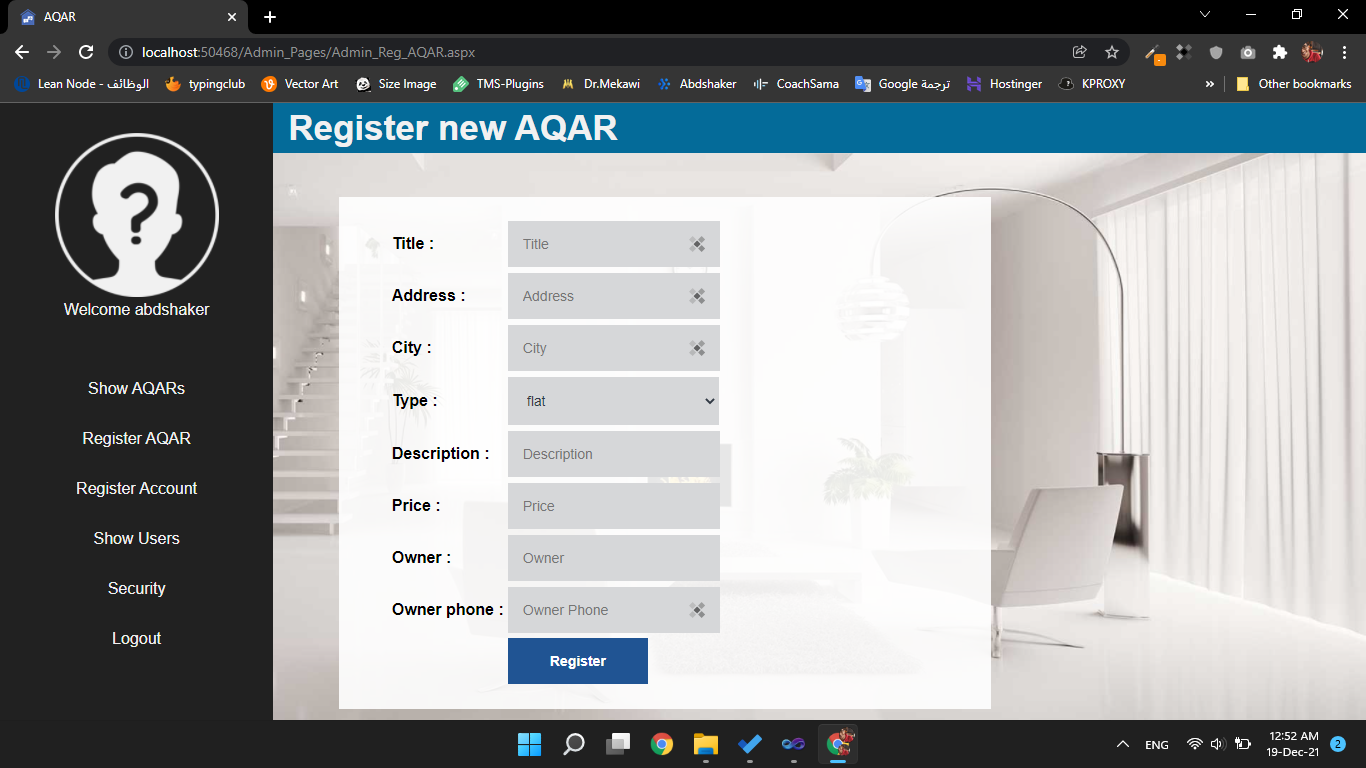 AQAR
localhost:50468/Admin_Pages/Admin_Reg_AQAR.aspx
Lean Node - الوظائف
typingclub
Vector Art
Size Image
TMS-Plugins
Dr.Mekawi
Abdshaker
CoachSama
Google ترجمة
Hostinger
KPROXY
»
Other bookmarks
Register new AQAR
?
Welcome abdshaker
Show AQARs
Register AQAR
Register Account
Show Users
Security
Logout
Title : Title
Address : Address
City : City
Type : flat
Description : Description
Price : Price
Owner : Owner
Owner phone : Owner Phone
Register
ENG
12:52 AM
19-Dec-21
2